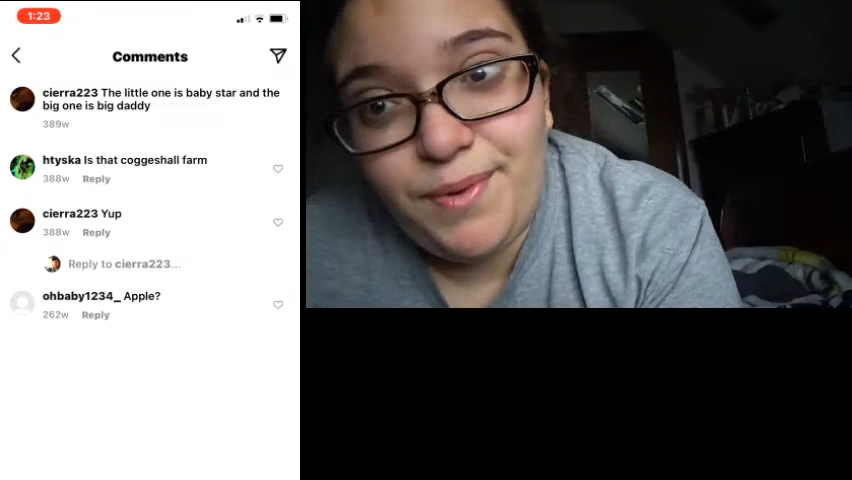 1:23
Comments
cierra223 The little one is baby star and the
big one is big daddy
389w
htyska Is that coggeshall farm
388w Reply
cierra223 Yup
388w Reply
Reply to cierra223...
ohbaby1234_ Apple?
262w Reply